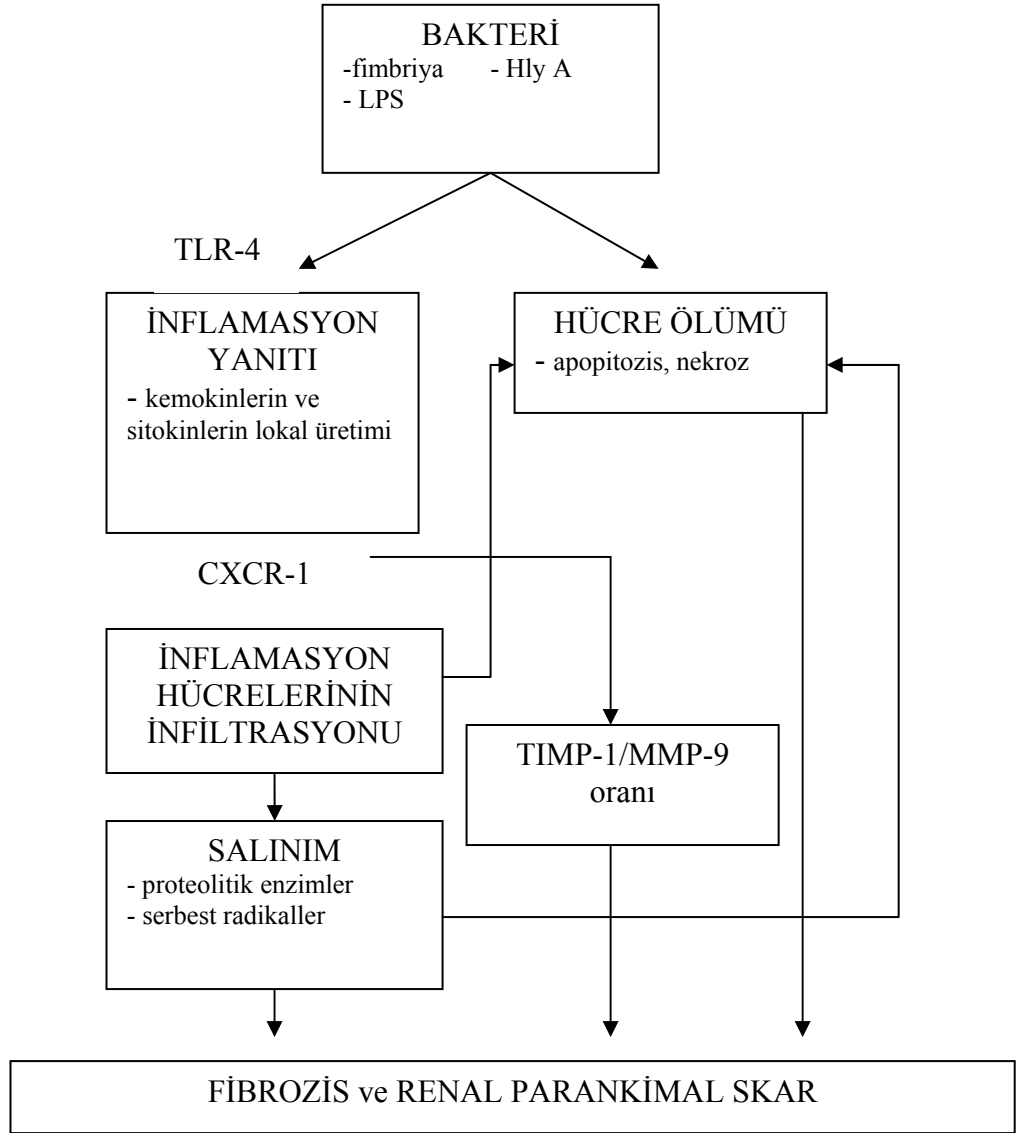 BAKTERİ
-fimbriya - Hly A
- LPS
TLR-4
İNFLAMASYON
YANITI
- kemokinlerin ve
sitokinlerin lokal üretimi
HÜCRE ÖLÜMÜ
- apopitozis, nekroz
CXCR-1
İNFLAMASYON
HÜCRELERİNİN
İNFİLTRASYONU
TIMP-1/MMP-9
oranı
SALINIM
- proteolitik enzimler
- serbest radikaller
FİBROZİS ve RENAL PARANKİMAL SKAR